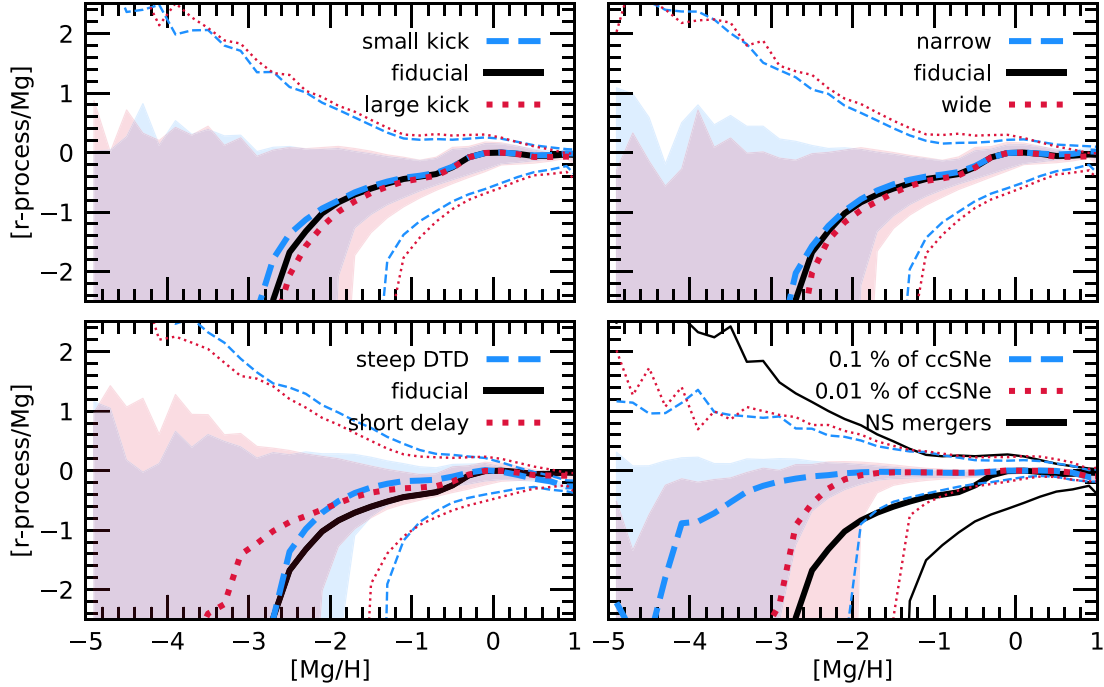 small kick
fiducial
large kick
2
1
0
−1
−2
[r-process/Mg]
narrow
fiducial
wide
steep DTD
fiducial
short delay
2
1
0
−1
−2
[r-process/Mg]
−5 −4 −3 −2 −1 0 1
[Mg/H]
0.1 % of ccSNe
0.01 % of ccSNe
NS mergers
−5 −4 −3 −2 −1 0 1
[Mg/H]